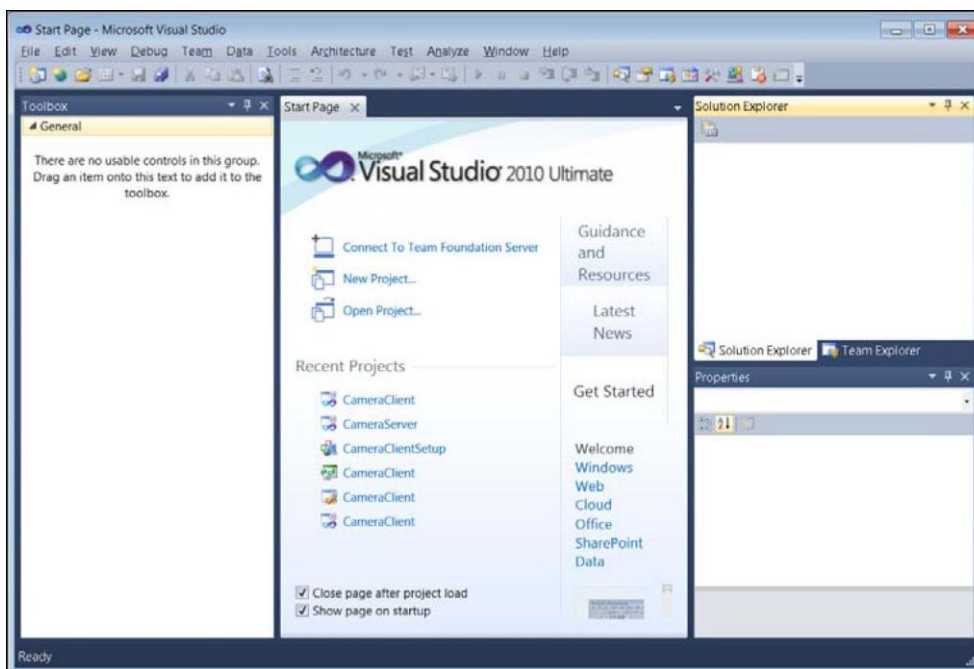 Start Page - Microsoft Visual Studio
File Edit View Debug Team Data Tools Architecture Test Analyze Window Help
Toolbox
General
There are no usable controls in this group.
Drag an item onto this text to add it to the
toolbox.
Start Page
Microsoft®
Visual Studio 2010 Ultimate
Connect To Team Foundation Server
New Project...
Open Project...
Recent Projects
CameraClient
CameraServer
CameraClientSetup
CameraClient
CameraClient
CameraClient
Close page after project load
Show page on startup
Guidance
and
Resources
Latest
News
Get Started
Welcome
Windows
Web
Cloud
Office
SharePoint
Data
Solution Explorer
Solution Explorer Team Explorer
Properties
Ready